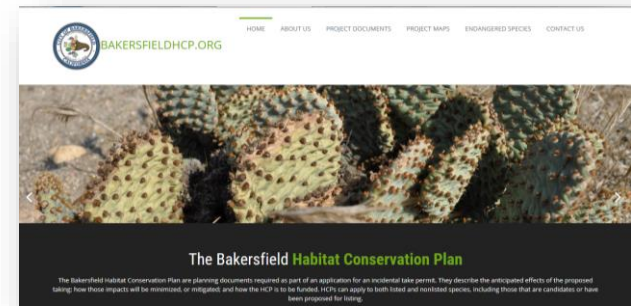 BAKERSFIELDHCP.ORG
HOME ABOUT US PROJECT DOCUMENTS PROJECT MAPS ENDANGERED SPECIES CONTACT US
The Bakersfield Habitat Conservation Plan
The Bakersfield Habitat Conservation Plan are planning documents required as part of an application for an incidental take permit. They describe the anticipated effects of the proposed
taking; how those impacts will be minimized, or mitigated; and how the HCP is to be funded. HCPs can apply to both listed and nonlisted species, including those that are candidates or have
been proposed for listing.